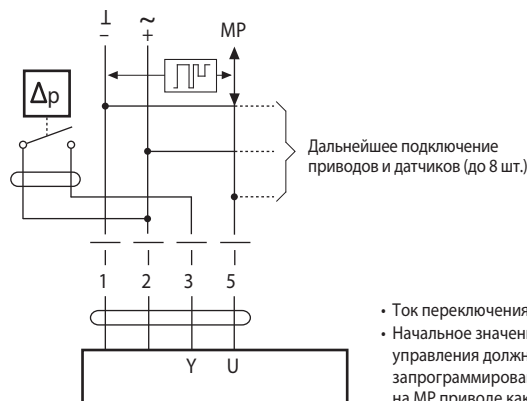 ⊥ ~
− + MP
Δp
Дальнейшее подключение
приводов и датчиков (до 8 шт.)
1 2 3 5
Y U
• Ток переключения
• Начальное значени
управления должн
запрограммирован
на MP приводе как